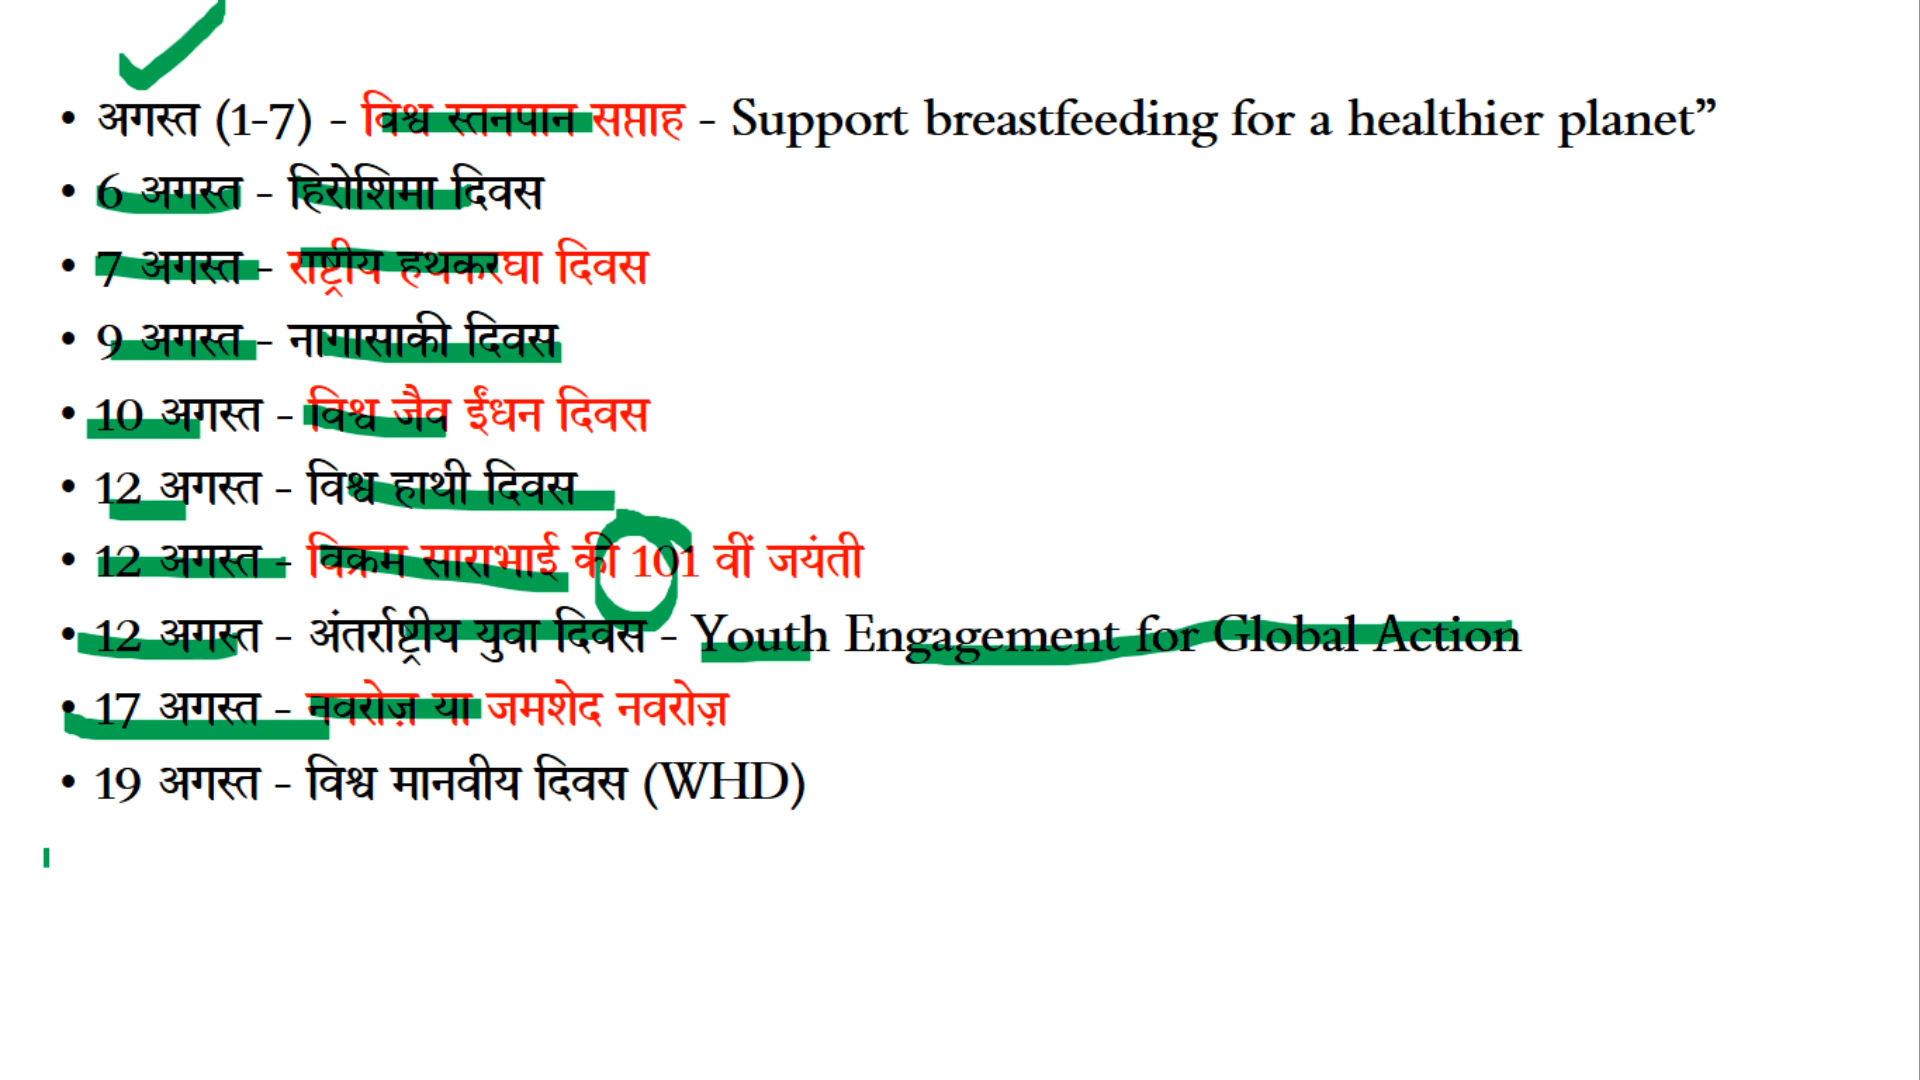 • अगस्त (1-7) - विश्व स्तनपान सप्ताह - Support breastfeeding for a healthier planet”
• 6 अगस्त - हिरोशिमा दिवस
• 7 अगस्त - राष्ट्रीय हथकरघा दिवस
• 9 अगस्त - नागासाकी दिवस
• 10 अगस्त - विश्व जैव ईंधन दिवस
• 12 अगस्त - विश्व हाथी दिवस
• 12 अगस्त - विक्रम साराभाई की 101 वीं जयंती
• 12 अगस्त - अंतर्राष्ट्रीय युवा दिवस - Youth Engagement for Global Action
• 17 अगस्त - नवरोज़ या जमशेद नवरोज़
• 19 अगस्त - विश्व मानवीय दिवस (WHD)